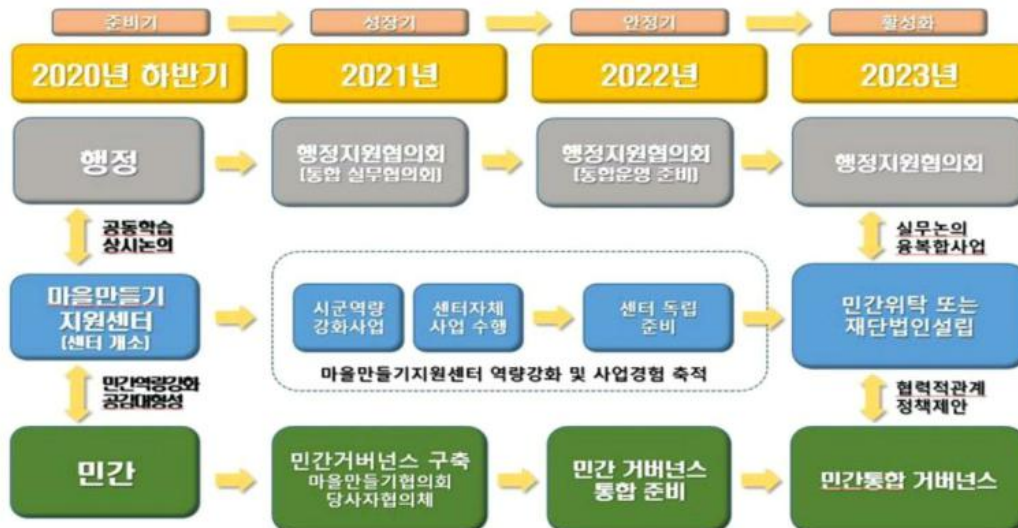 준비기
성장기
안정기
활성화
2020년 하반기
2021년
2022년
2023년
행정
행정지원협의회
[통합 실무협의회]
행정지원협의회
[통합운영 준비]
행정지원협의회
공동학습
상시논의
실무논의
융복합사업
마을만들기
지원센터
[센터 개소]
시군역량
강화사업
센터자체
사업 수행
센터 독립
준비
마을만들기지원센터 역량강화 및 사업경험 축적
민간위탁 또는
재단법인설립
민간역량강화
공감대형성
협력적관계
정책제안
민간
민간거버넌스 구축
마을만들기협의회
당사자협의체
민간 거버넌스
통합 준비
민간통합 거버넌스